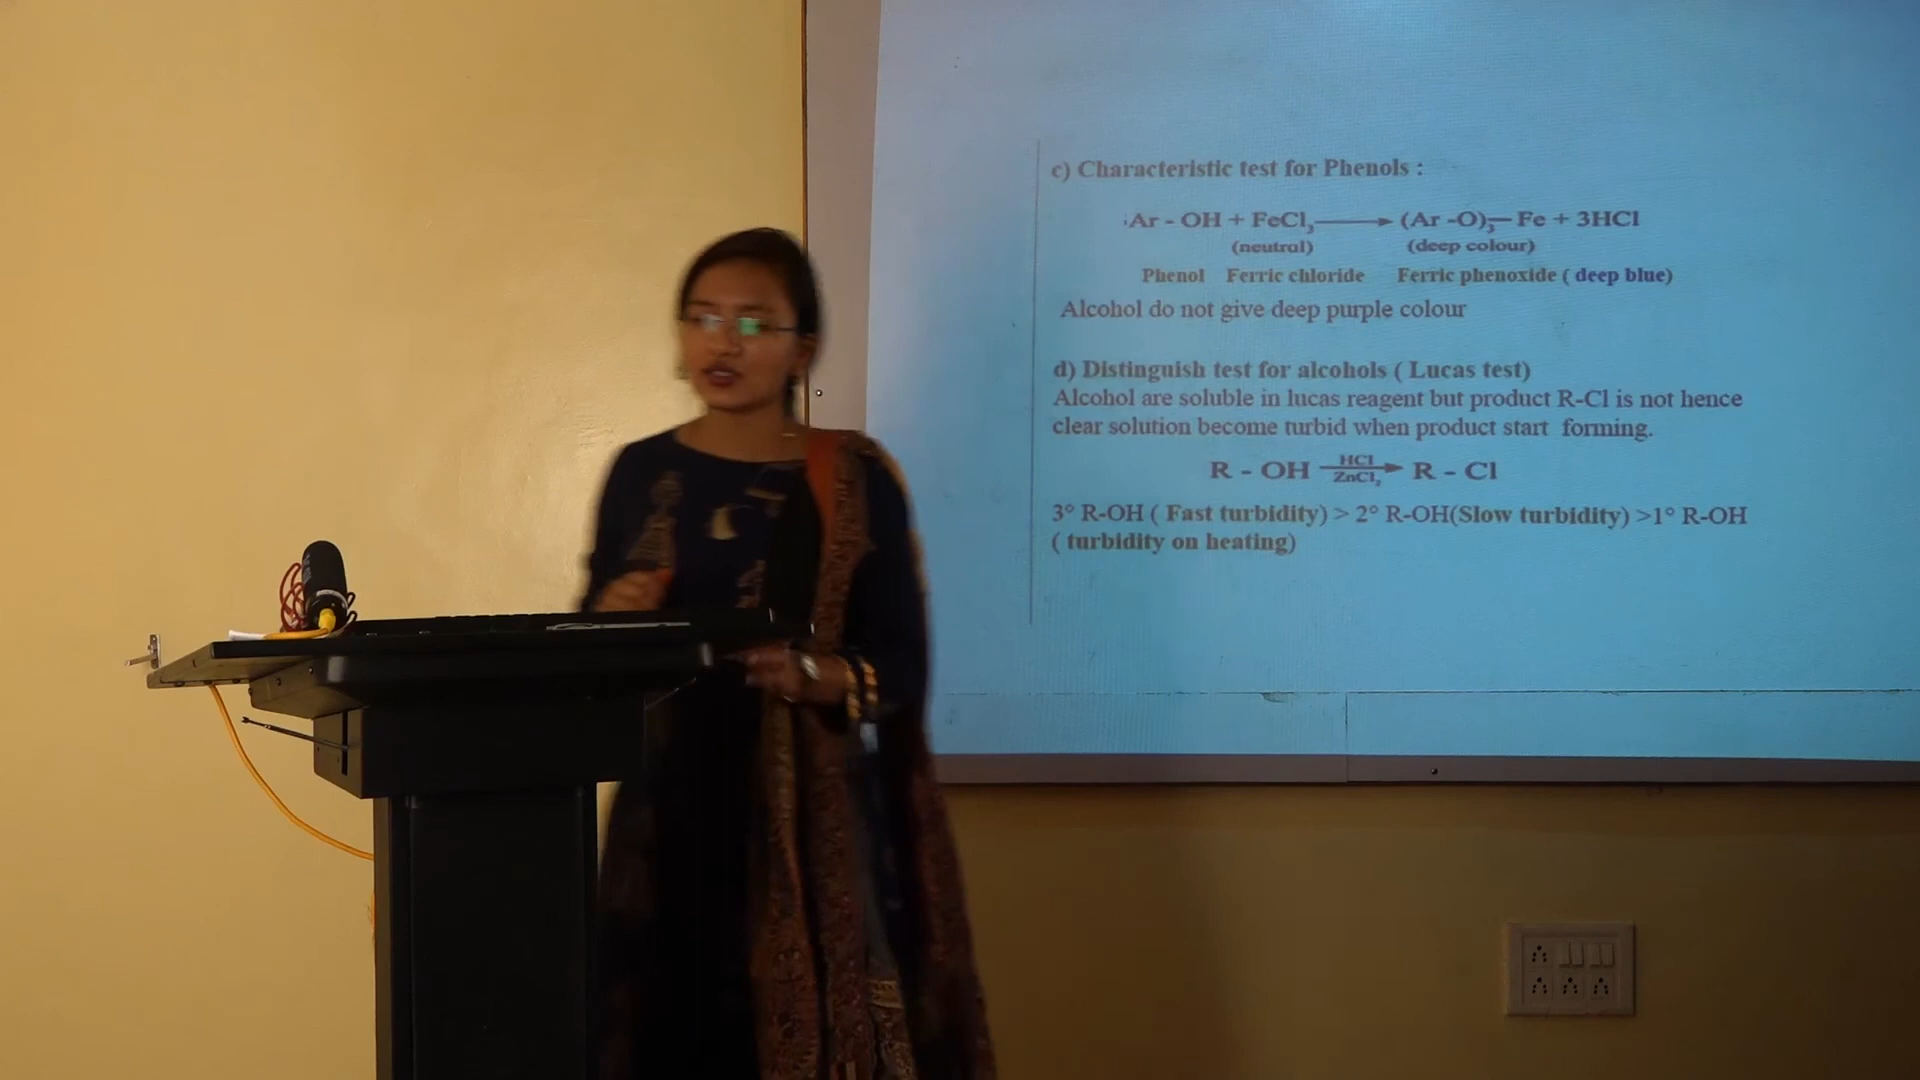 c) Characteristic test for Phenols :
Ar - OH + FeCl₃ ⟶ (Ar -O)₃— Fe + 3HCl
(neutral) (deep colour)
Phenol Ferric chloride Ferric phenoxide ( deep blue)
Alcohol do not give deep purple colour
d) Distinguish test for alcohols ( Lucas test)
Alcohol are soluble in lucas reagent but product R-Cl is not hence
clear solution become turbid when product start forming.
HCl
R - OH ⟶ R - Cl
ZnCl₂
3° R-OH ( Fast turbidity) > 2° R-OH(Slow turbidity) >1° R-OH
( turbidity on heating)